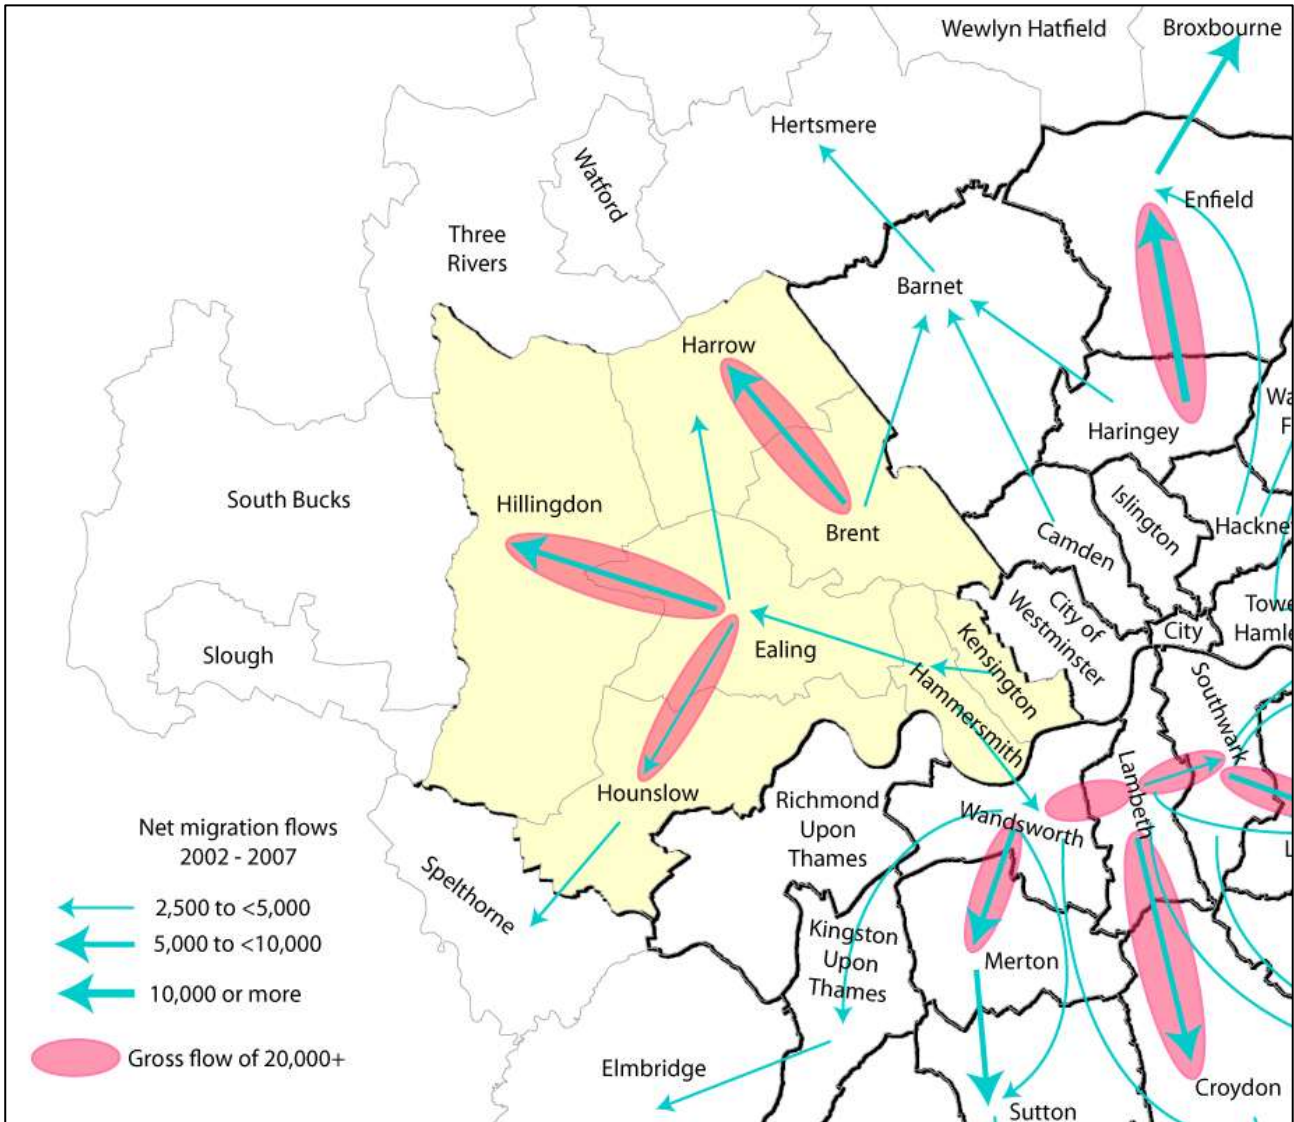 Wewlyn Hatfield
Broxbourne
Hertsmere
Watford
Three
Rivers
Enfield
Barnet
Harrow
Wa
F
Haringey
South Bucks
Hillingdon
Brent
Camden
Islington
Hackne
City of
Westminster
City
Towe
Hamle
Slough
Ealing
Kensington
Hammersmith
Southwark
Lambeth
Hounslow
Richmond
Upon
Thames
Wandsworth
L
Spelthorne
Kingston
Upon
Thames
Merton
Elmbridge
Croydon
Sutton
Net migration flows
2002 - 2007
2,500 to <5,000
5,000 to <10,000
10,000 or more
Gross flow of 20,000+